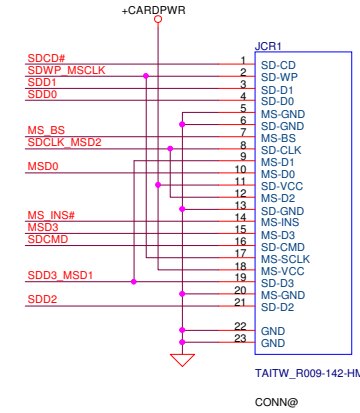 +CARDPWR
JCR1
SDCD# 1 SD-CD
SDWP_MSCLK 2 SD-WP
SDD1 3 SD-D1
SDD0 4 SD-D0
5 MS-GND
6 SD-GND
MS_BS 7 MS-BS
SDCLK_MSD2 8 SD-CLK
9 MS-D1
MSD0 10 MS-D0
11 SD-VCC
12 MS-D2
13 SD-GND
MS_INS# 14 MS-INS
MSD3 15 MS-D3
SDCMD 16 SD-CMD
17 MS-SCLK
18 MS-VCC
SDD3_MSD1 19 SD-D3
20 MS-GND
SDD2 21 SD-D2
22 GND
23 GND
TAITW_R009-142-HM
CONN@